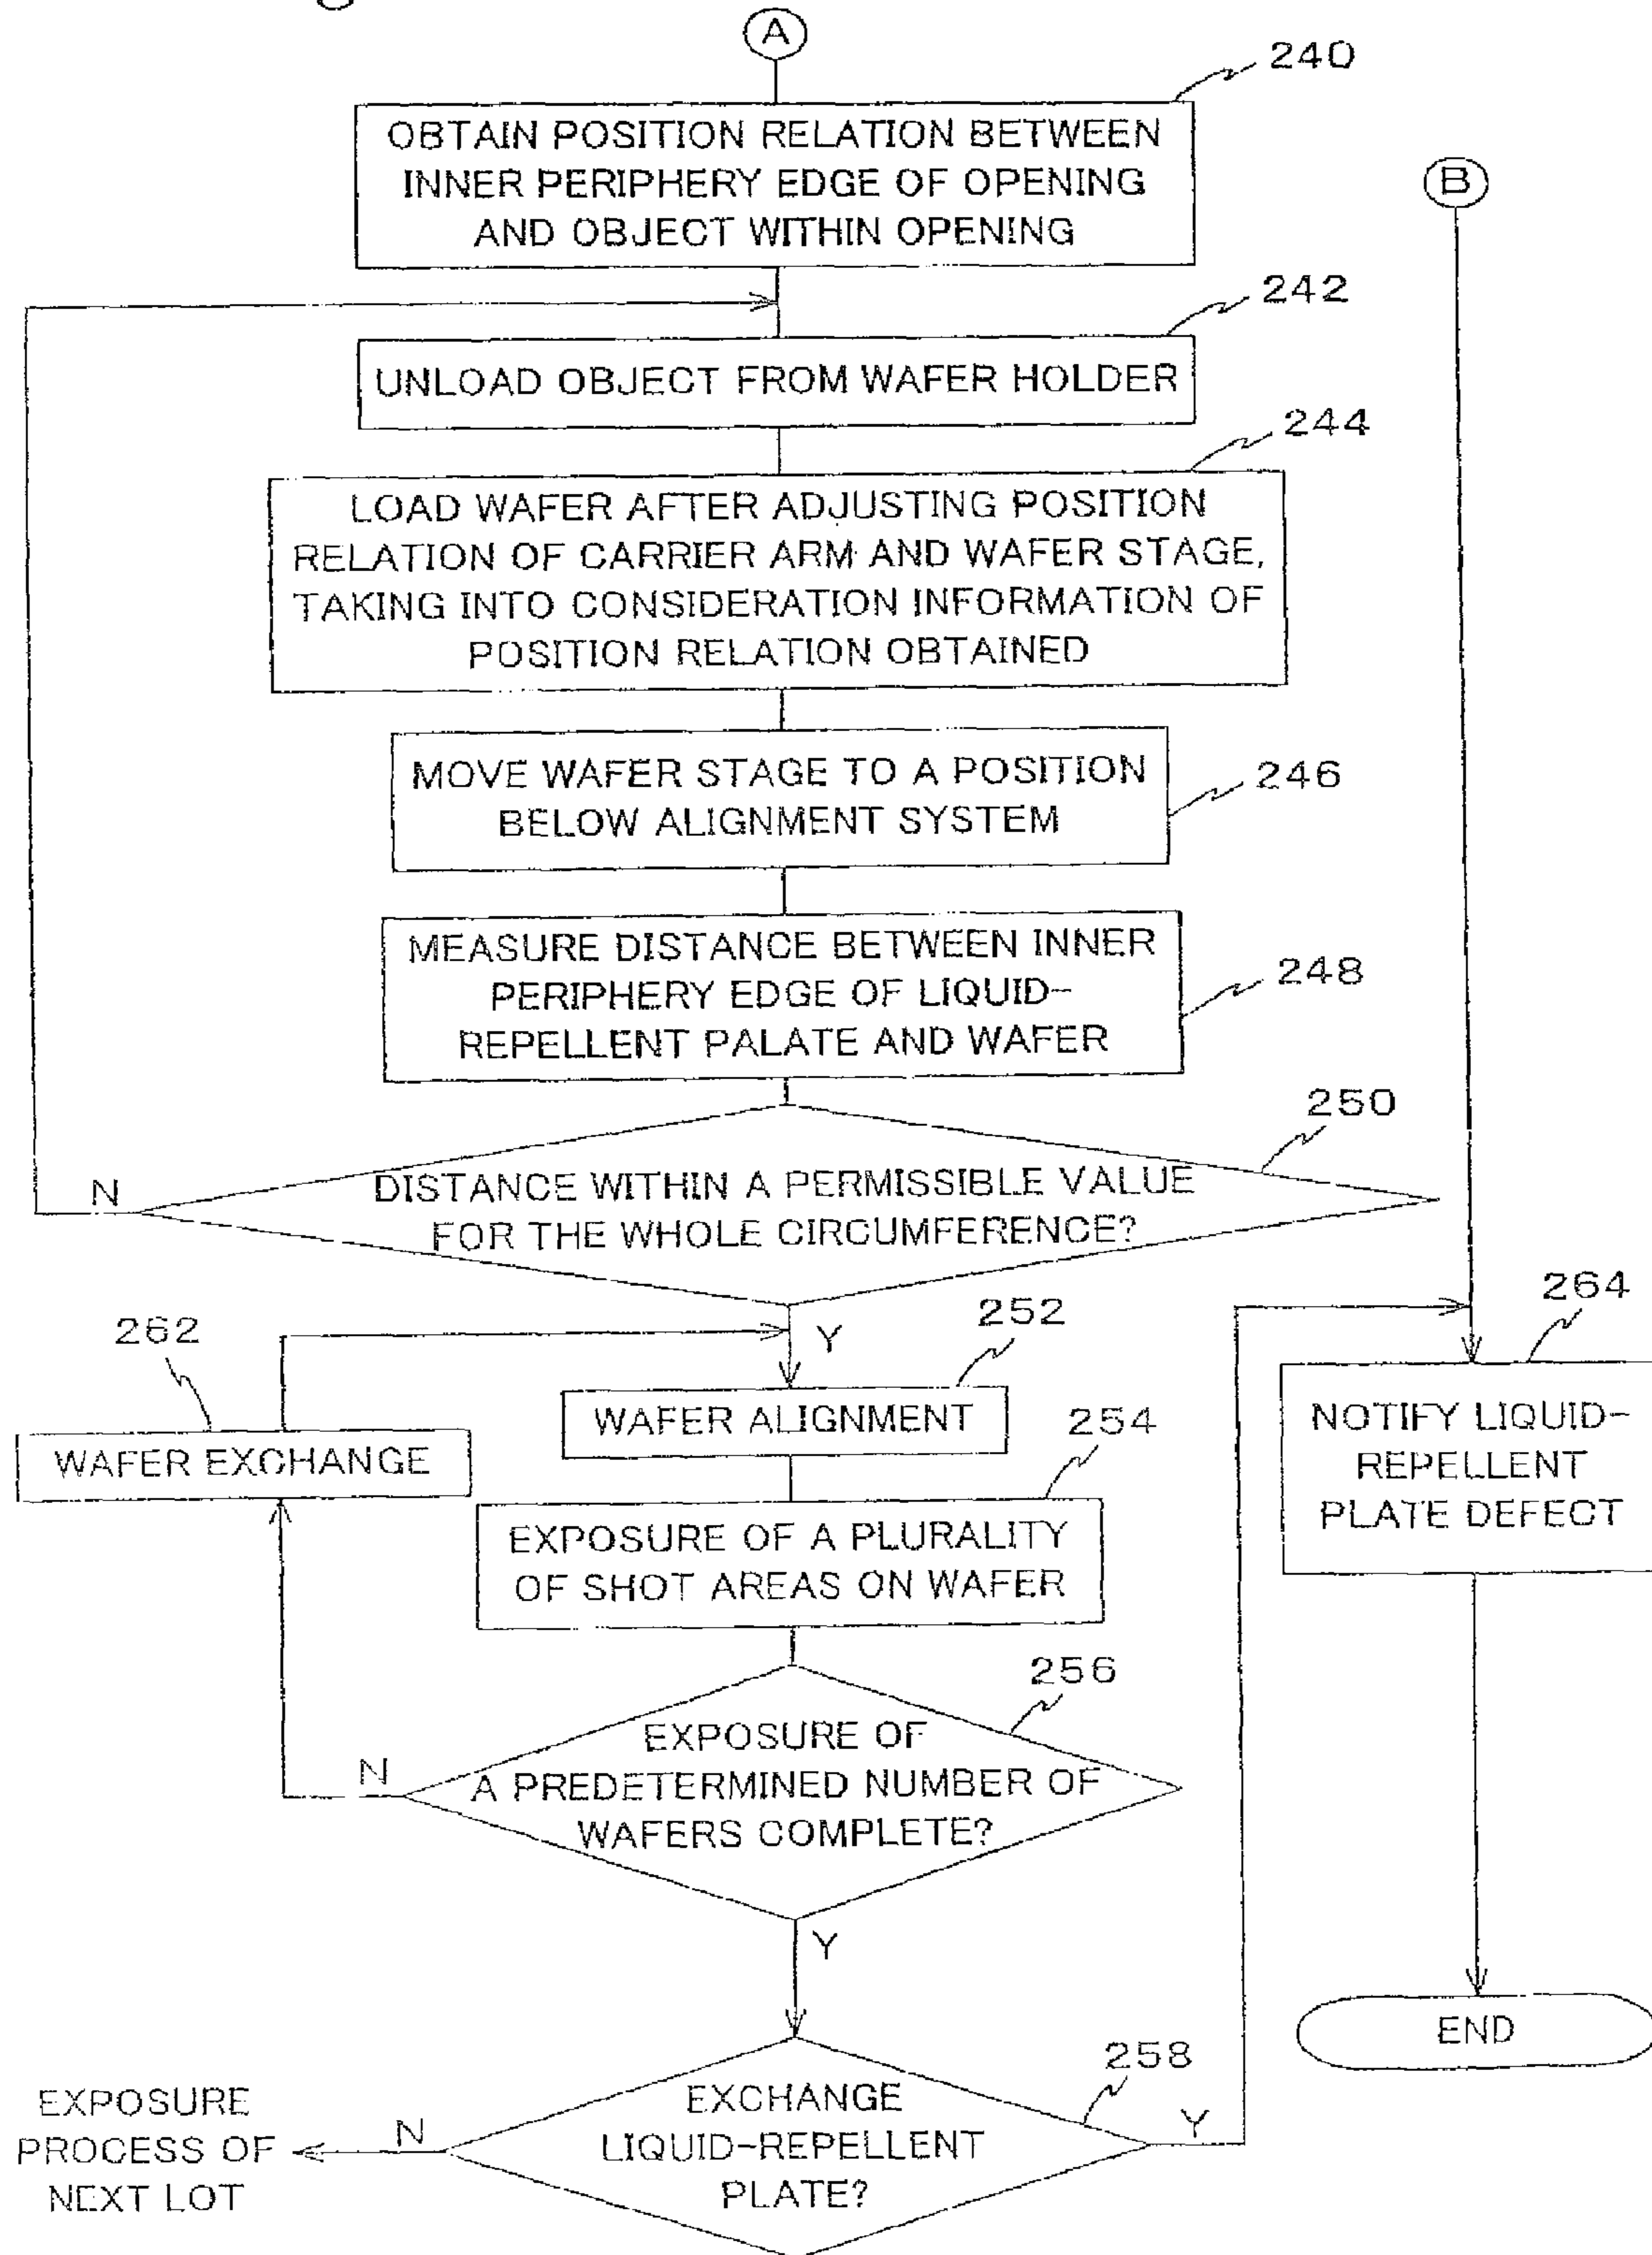 A
240
OBTAIN POSITION RELATION BETWEEN
INNER PERIPHERY EDGE OF OPENING
AND OBJECT WITHIN OPENING
B
242
UNLOAD OBJECT FROM WAFER HOLDER
244
LOAD WAFER AFTER ADJUSTING POSITION
RELATION OF CARRIER ARM AND WAFER STAGE,
TAKING INTO CONSIDERATION INFORMATION OF
POSITION RELATION OBTAINED
MOVE WAFER STAGE TO A POSITION
BELOW ALIGNMENT SYSTEM
246
MEASURE DISTANCE BETWEEN INNER
PERIPHERY EDGE OF LIQUID-
REPELLENT PALATE AND WAFER
248
250
N
DISTANCE WITHIN A PERMISSIBLE VALUE
FOR THE WHOLE CIRCUMFERENCE?
Y
262
252
264
WAFER EXCHANGE
WAFER ALIGNMENT
254
EXPOSURE OF A PLURALITY
OF SHOT AREAS ON WAFER
NOTIFY LIQUID-
REPELLENT
PLATE DEFECT
256
N
EXPOSURE OF
A PREDETERMINED NUMBER OF
WAFERS COMPLETE?
Y
END
258
EXCHANGE
LIQUID-REPELLENT
PLATE?
Y
N
EXPOSURE
PROCESS OF
NEXT LOT